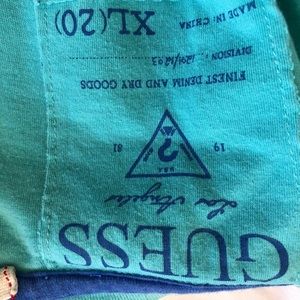 GUESS
Los Angeles
19 81
U.S.A.
?
FINEST DENIM AND DRY GOODS
DIVISION
XL (20)
MADE IN: CHINA